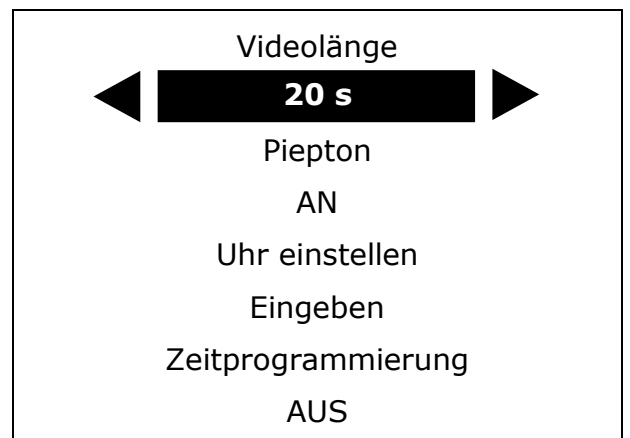 Videolänge
20 s
Piepton
AN
Uhr einstellen
Eingeben
Zeitprogrammierung
AUS